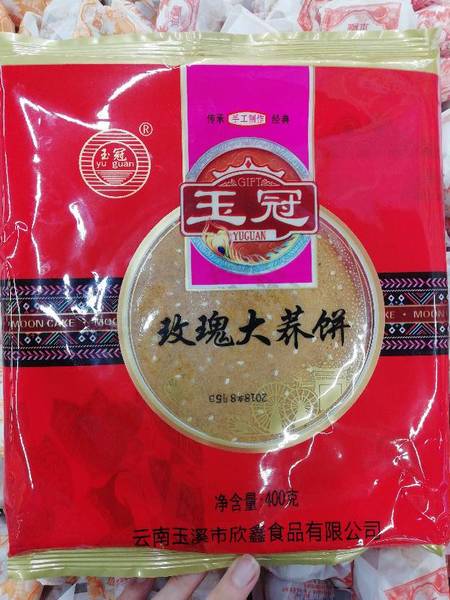 传承 手工制作 经典
玉冠
yu guan
®
GIFT
玉冠
YUGUAN
MOON CAKE • MOO
CAKE • MOON
玫瑰大荞饼
2018年8月5日
净含量:400克
云南玉溪市欣鑫食品有限公司